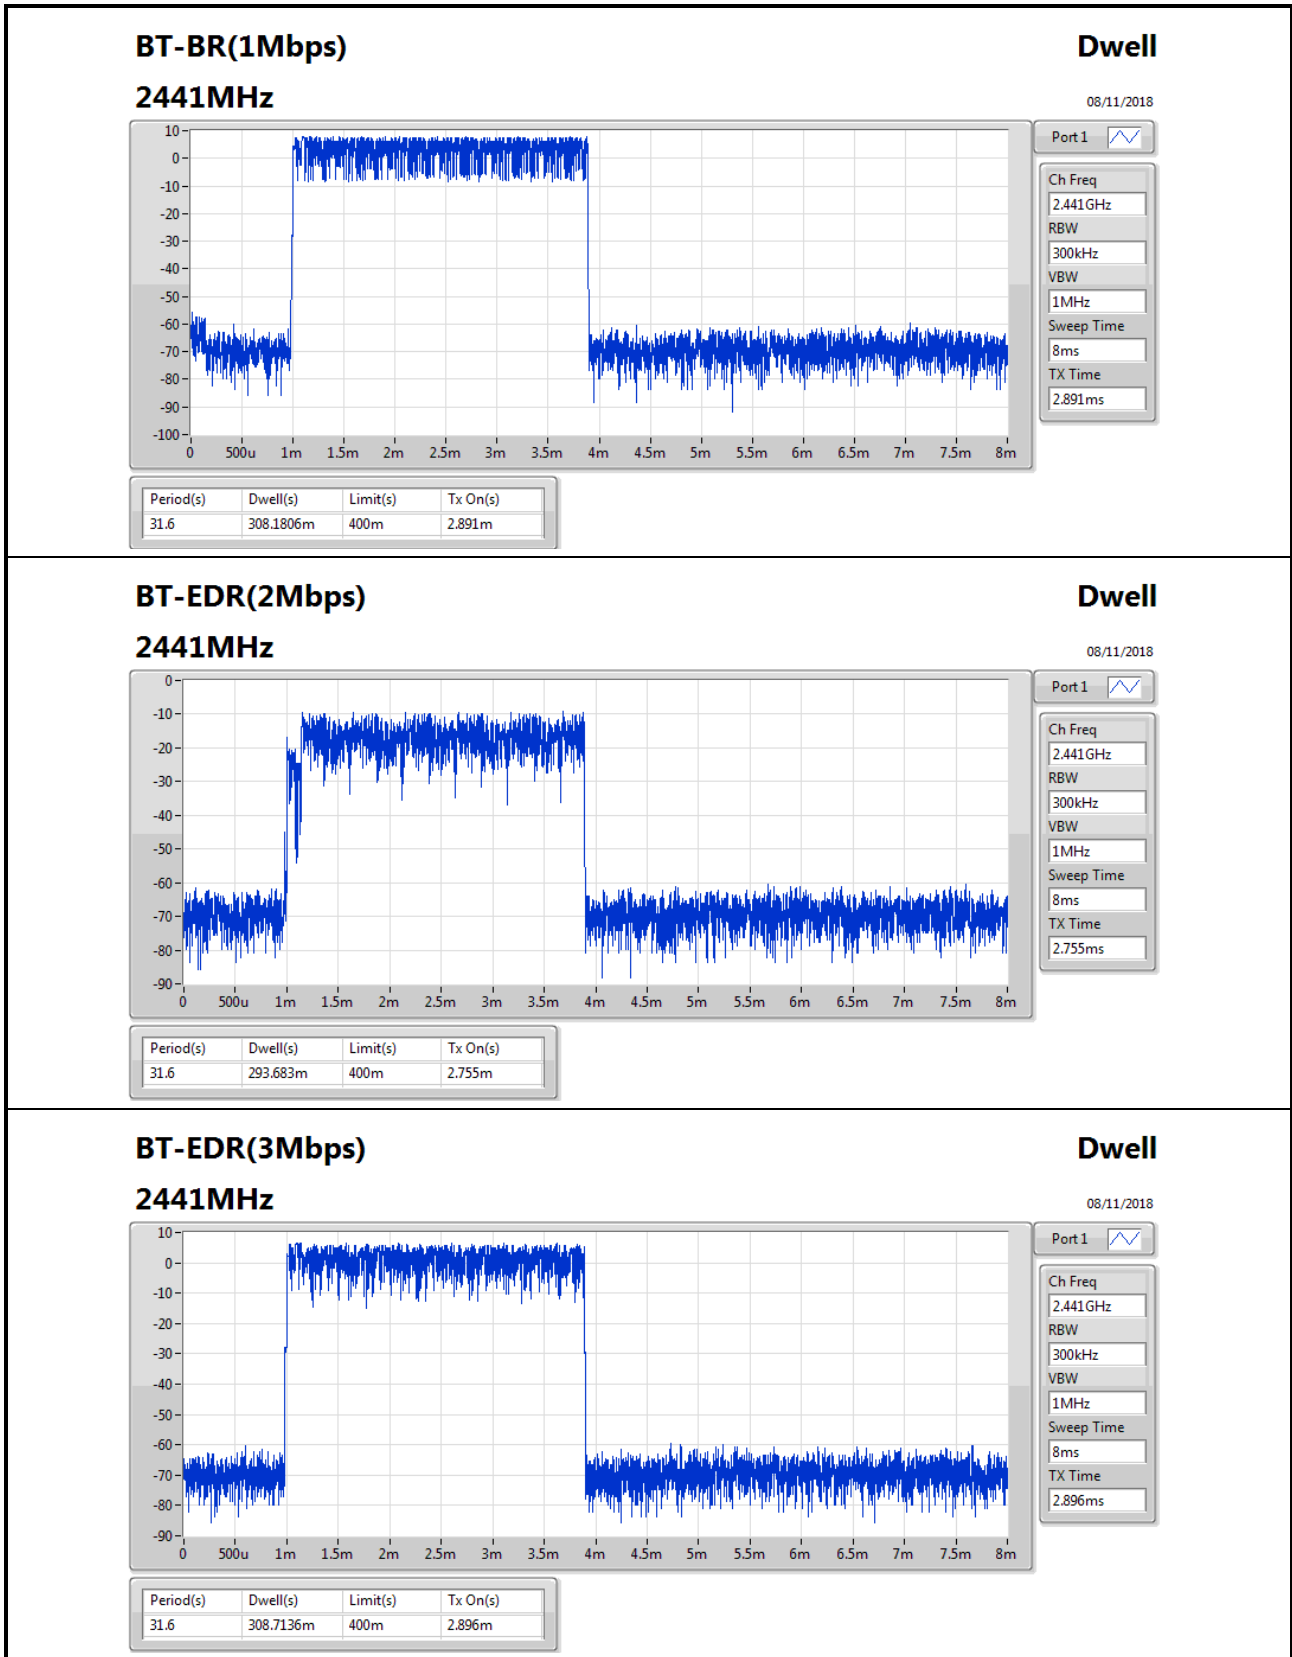 BT-BR(1Mbps) Dwell
2441MHz 08/11/2018
Port 1
10
0
-10
-20
-30
-40
-50
-60
-70
-80
-90
-100
0 500u 1m 1.5m 2m 2.5m 3m 3.5m 4m 4.5m 5m 5.5m 6m 6.5m 7m 7.5m 8m
Ch Freq
2.441GHz
RBW
300kHz
VBW
1MHz
Sweep Time
8ms
TX Time
2.891ms
Period(s) Dwell(s) Limit(s) Tx On(s)
31.6 308.1806m 400m 2.891m
BT-EDR(2Mbps) Dwell
2441MHz 08/11/2018
Port 1
0
-10
-20
-30
-40
-50
-60
-70
-80
-90
0 500u 1m 1.5m 2m 2.5m 3m 3.5m 4m 4.5m 5m 5.5m 6m 6.5m 7m 7.5m 8m
Ch Freq
2.441GHz
RBW
300kHz
VBW
1MHz
Sweep Time
8ms
TX Time
2.755ms
Period(s) Dwell(s) Limit(s) Tx On(s)
31.6 293.683m 400m 2.755m
BT-EDR(3Mbps) Dwell
2441MHz 08/11/2018
Port 1
10
0
-10
-20
-30
-40
-50
-60
-70
-80
-90
0 500u 1m 1.5m 2m 2.5m 3m 3.5m 4m 4.5m 5m 5.5m 6m 6.5m 7m 7.5m 8m
Ch Freq
2.441GHz
RBW
300kHz
VBW
1MHz
Sweep Time
8ms
TX Time
2.896ms
Period(s) Dwell(s) Limit(s) Tx On(s)
31.6 308.7136m 400m 2.896m